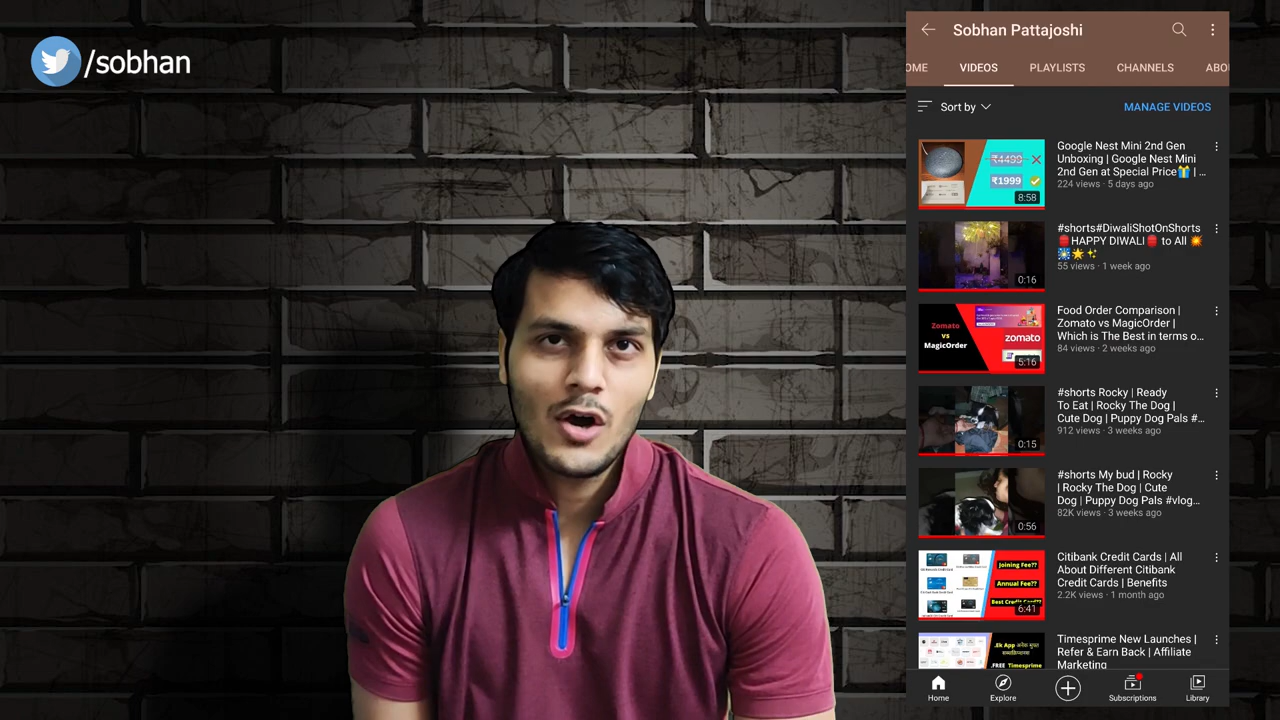 /sobhan
Sobhan Pattajoshi
OME VIDEOS PLAYLISTS CHANNELS ABO
Sort by MANAGE VIDEOS
₹4499
₹1999
8:58
Google Nest Mini 2nd Gen
Unboxing | Google Nest Mini
2nd Gen at Special Price🎁 | ...
224 views · 5 days ago
0:16
#shorts#DiwaliShotOnShorts
🧧HAPPY DIWALI🧧 to All 💥
🎆🌟✨
55 views · 1 week ago
Zomato
vs
MagicOrder
zomato
5:16
Food Order Comparison |
Zomato vs MagicOrder |
Which is The Best in terms o...
84 views · 2 weeks ago
0:15
#shorts Rocky | Ready
To Eat | Rocky The Dog |
Cute Dog | Puppy Dog Pals #...
912 views · 3 weeks ago
0:56
#shorts My bud | Rocky
| Rocky The Dog | Cute
Dog | Puppy Dog Pals #vlog...
82K views · 3 weeks ago
Joining Fee??
Annual Fee??
Best Credit Card??
6:41
Citibank Credit Cards | All
About Different Citibank
Credit Cards | Benefits
2.2K views · 1 month ago
.Ek App अनेक मुफ्त
.FREE Timesprime
Timesprime New Launches |
Refer & Earn Back | Affiliate
Marketing
Home Explore Subscriptions Library